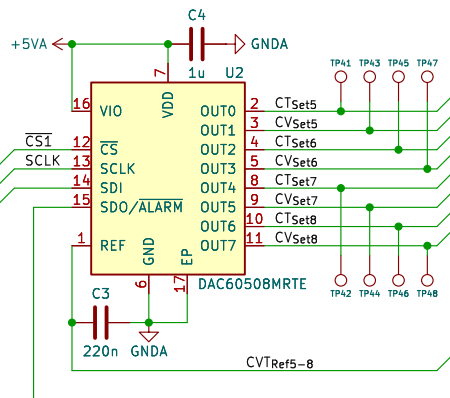 C4
+5VA
GNDA
1u
U2
TP41 TP43 TP45 TP47
7
VDD
16 VIO
OUT0 2 CTSet5
OUT1 3 CVSet5
CS1 12 CS
OUT2 4 CTSet6
SCLK 13 SCLK
OUT3 5 CVSet6
14 SDI
OUT4 8 CTSet7
15 SDO/ALARM
OUT5 9 CVSet7
OUT6 10 CTSet8
1 REF
OUT7 11 CVSet8
GND EP
6 17
DAC60508MRTE
TP42 TP44 TP46 TP48
C3
220n
GNDA
CVTRef5-8